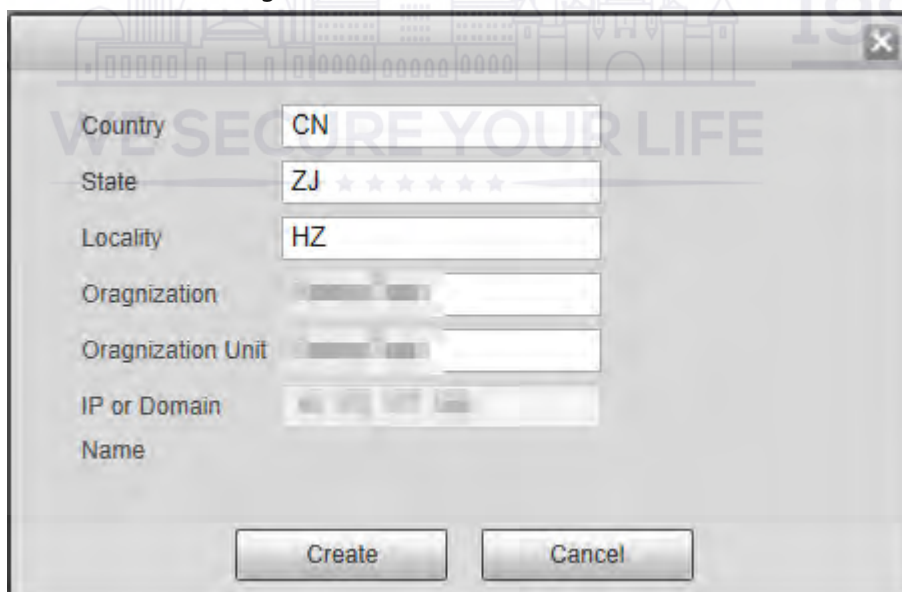 199
WE SECURE YOUR LIFE
Country CN
State ZJ
Locality HZ
Oragnization
Oragnization Unit
IP or Domain
Name
Create Cancel